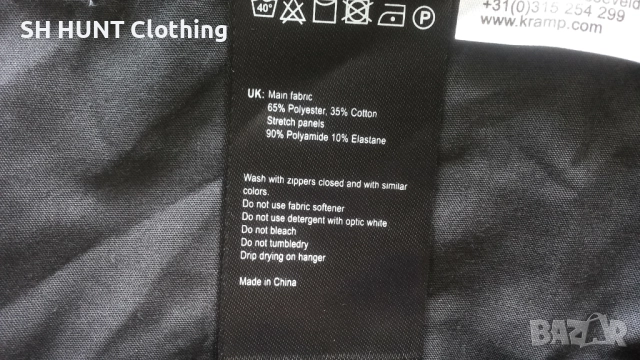 SH HUNT Clothing
40°
P
+31(0)315 254 299
www.kramp.com
UK: Main fabric
65% Polyester, 35% Cotton
Stretch panels
90% Polyamide 10% Elastane
Wash with zippers closed and with similar
colors.
Do not use fabric softener
Do not use detergent with optic white
Do not bleach
Do not tumbledry
Drip drying on hanger
Made in China
BAZAR